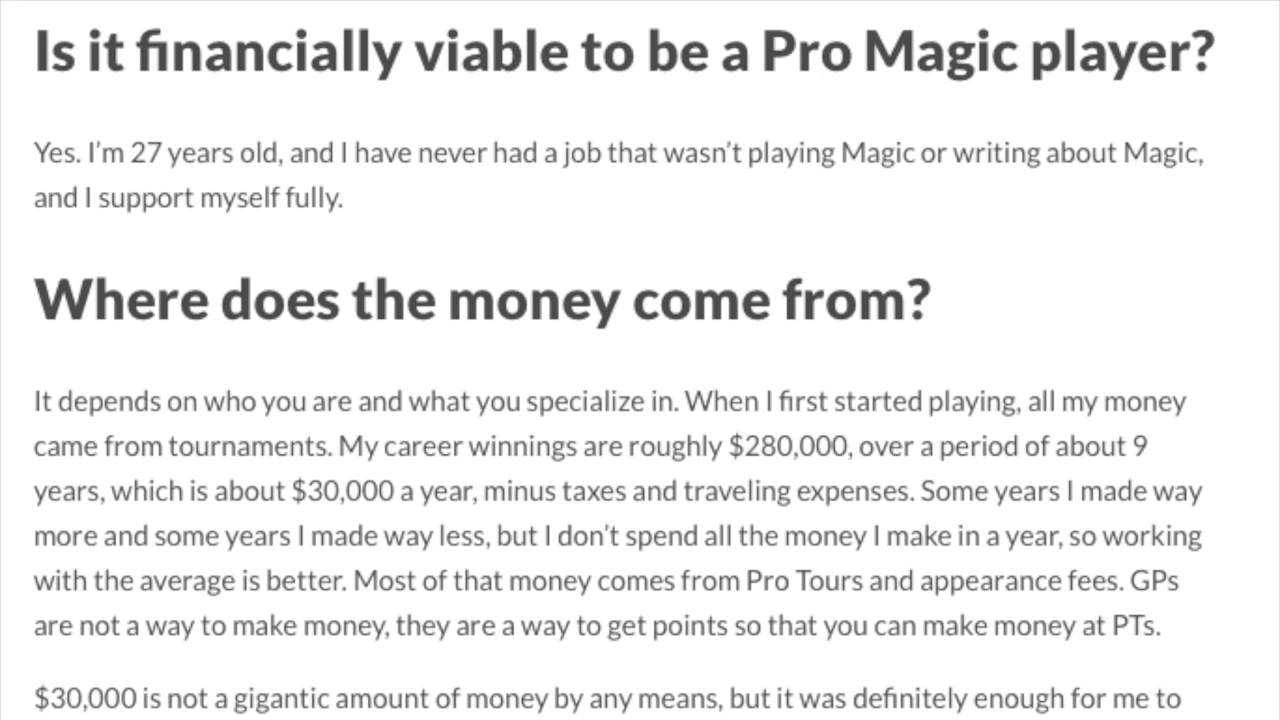 Is it financially viable to be a Pro Magic player?
Yes. I’m 27 years old, and I have never had a job that wasn’t playing Magic or writing about Magic,
and I support myself fully.
Where does the money come from?
It depends on who you are and what you specialize in. When I first started playing, all my money
came from tournaments. My career winnings are roughly $280,000, over a period of about 9
years, which is about $30,000 a year, minus taxes and traveling expenses. Some years I made way
more and some years I made way less, but I don’t spend all the money I make in a year, so working
with the average is better. Most of that money comes from Pro Tours and appearance fees. GPs
are not a way to make money, they are a way to get points so that you can make money at PTs.
$30,000 is not a gigantic amount of money by any means, but it was definitely enough for me to